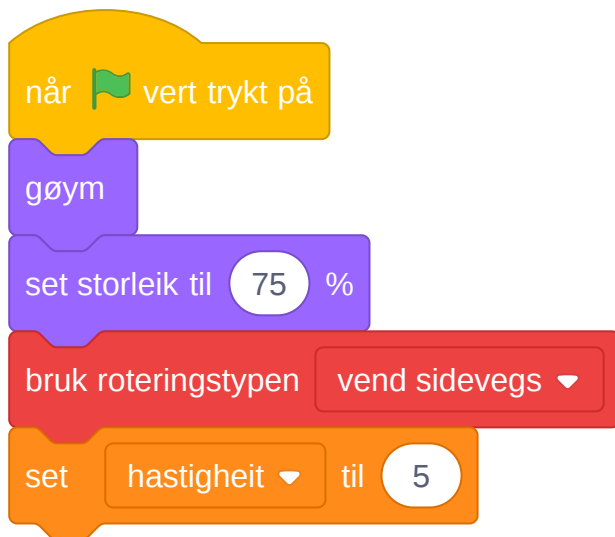 når vert trykt på
gøym
set storleik til 75 %
bruk roteringstypen vend sidevegs
set hastigheit til 5